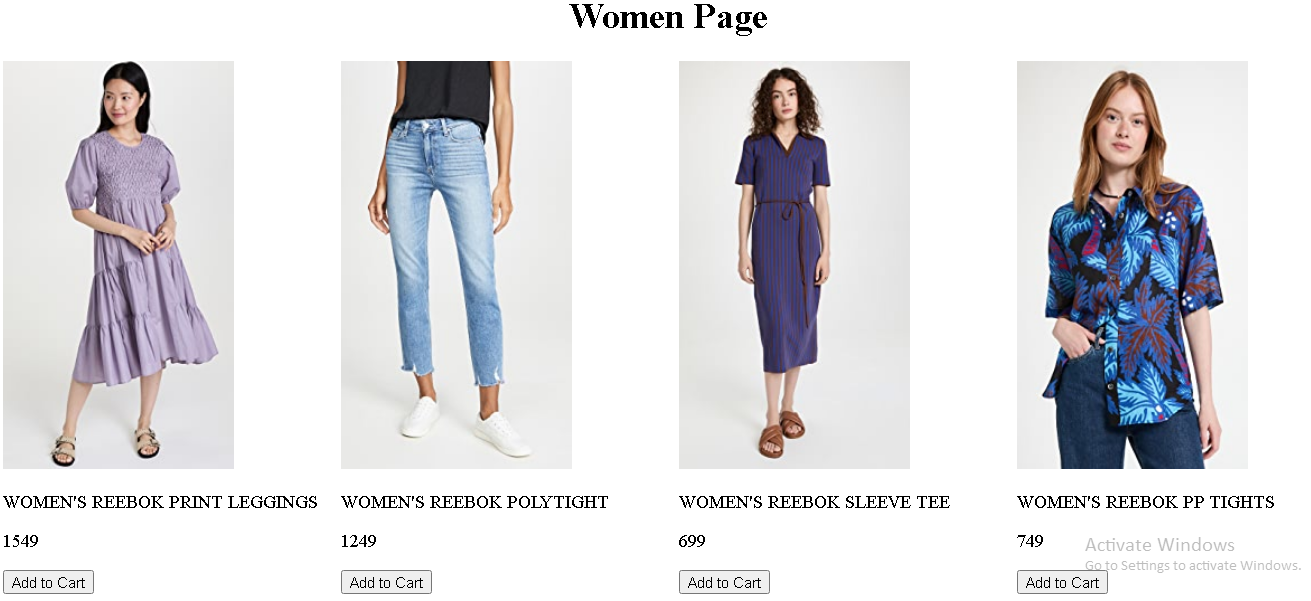 Women Page
WOMEN'S REEBOK PRINT LEGGINGS
1549
Add to Cart
WOMEN'S REEBOK POLYTIGHT
1249
Add to Cart
WOMEN'S REEBOK SLEEVE TEE
699
Add to Cart
WOMEN'S REEBOK PP TIGHTS
749
Add to Cart
Activate Windows
Go to Settings to activate Windows.